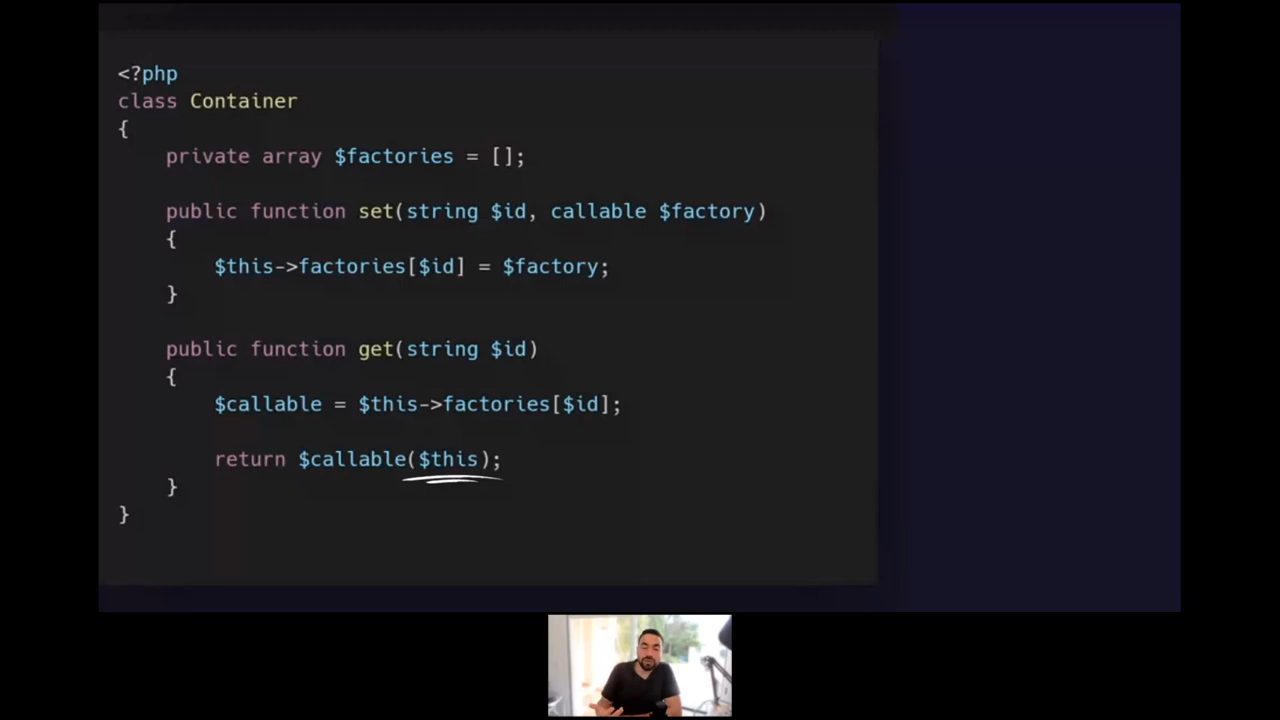 <?php
class Container
{
    private array $factories = [];
    public function set(string $id, callable $factory)
    {
        $this->factories[$id] = $factory;
    }
    public function get(string $id)
    {
        $callable = $this->factories[$id];
        return $callable($this);
    }
}